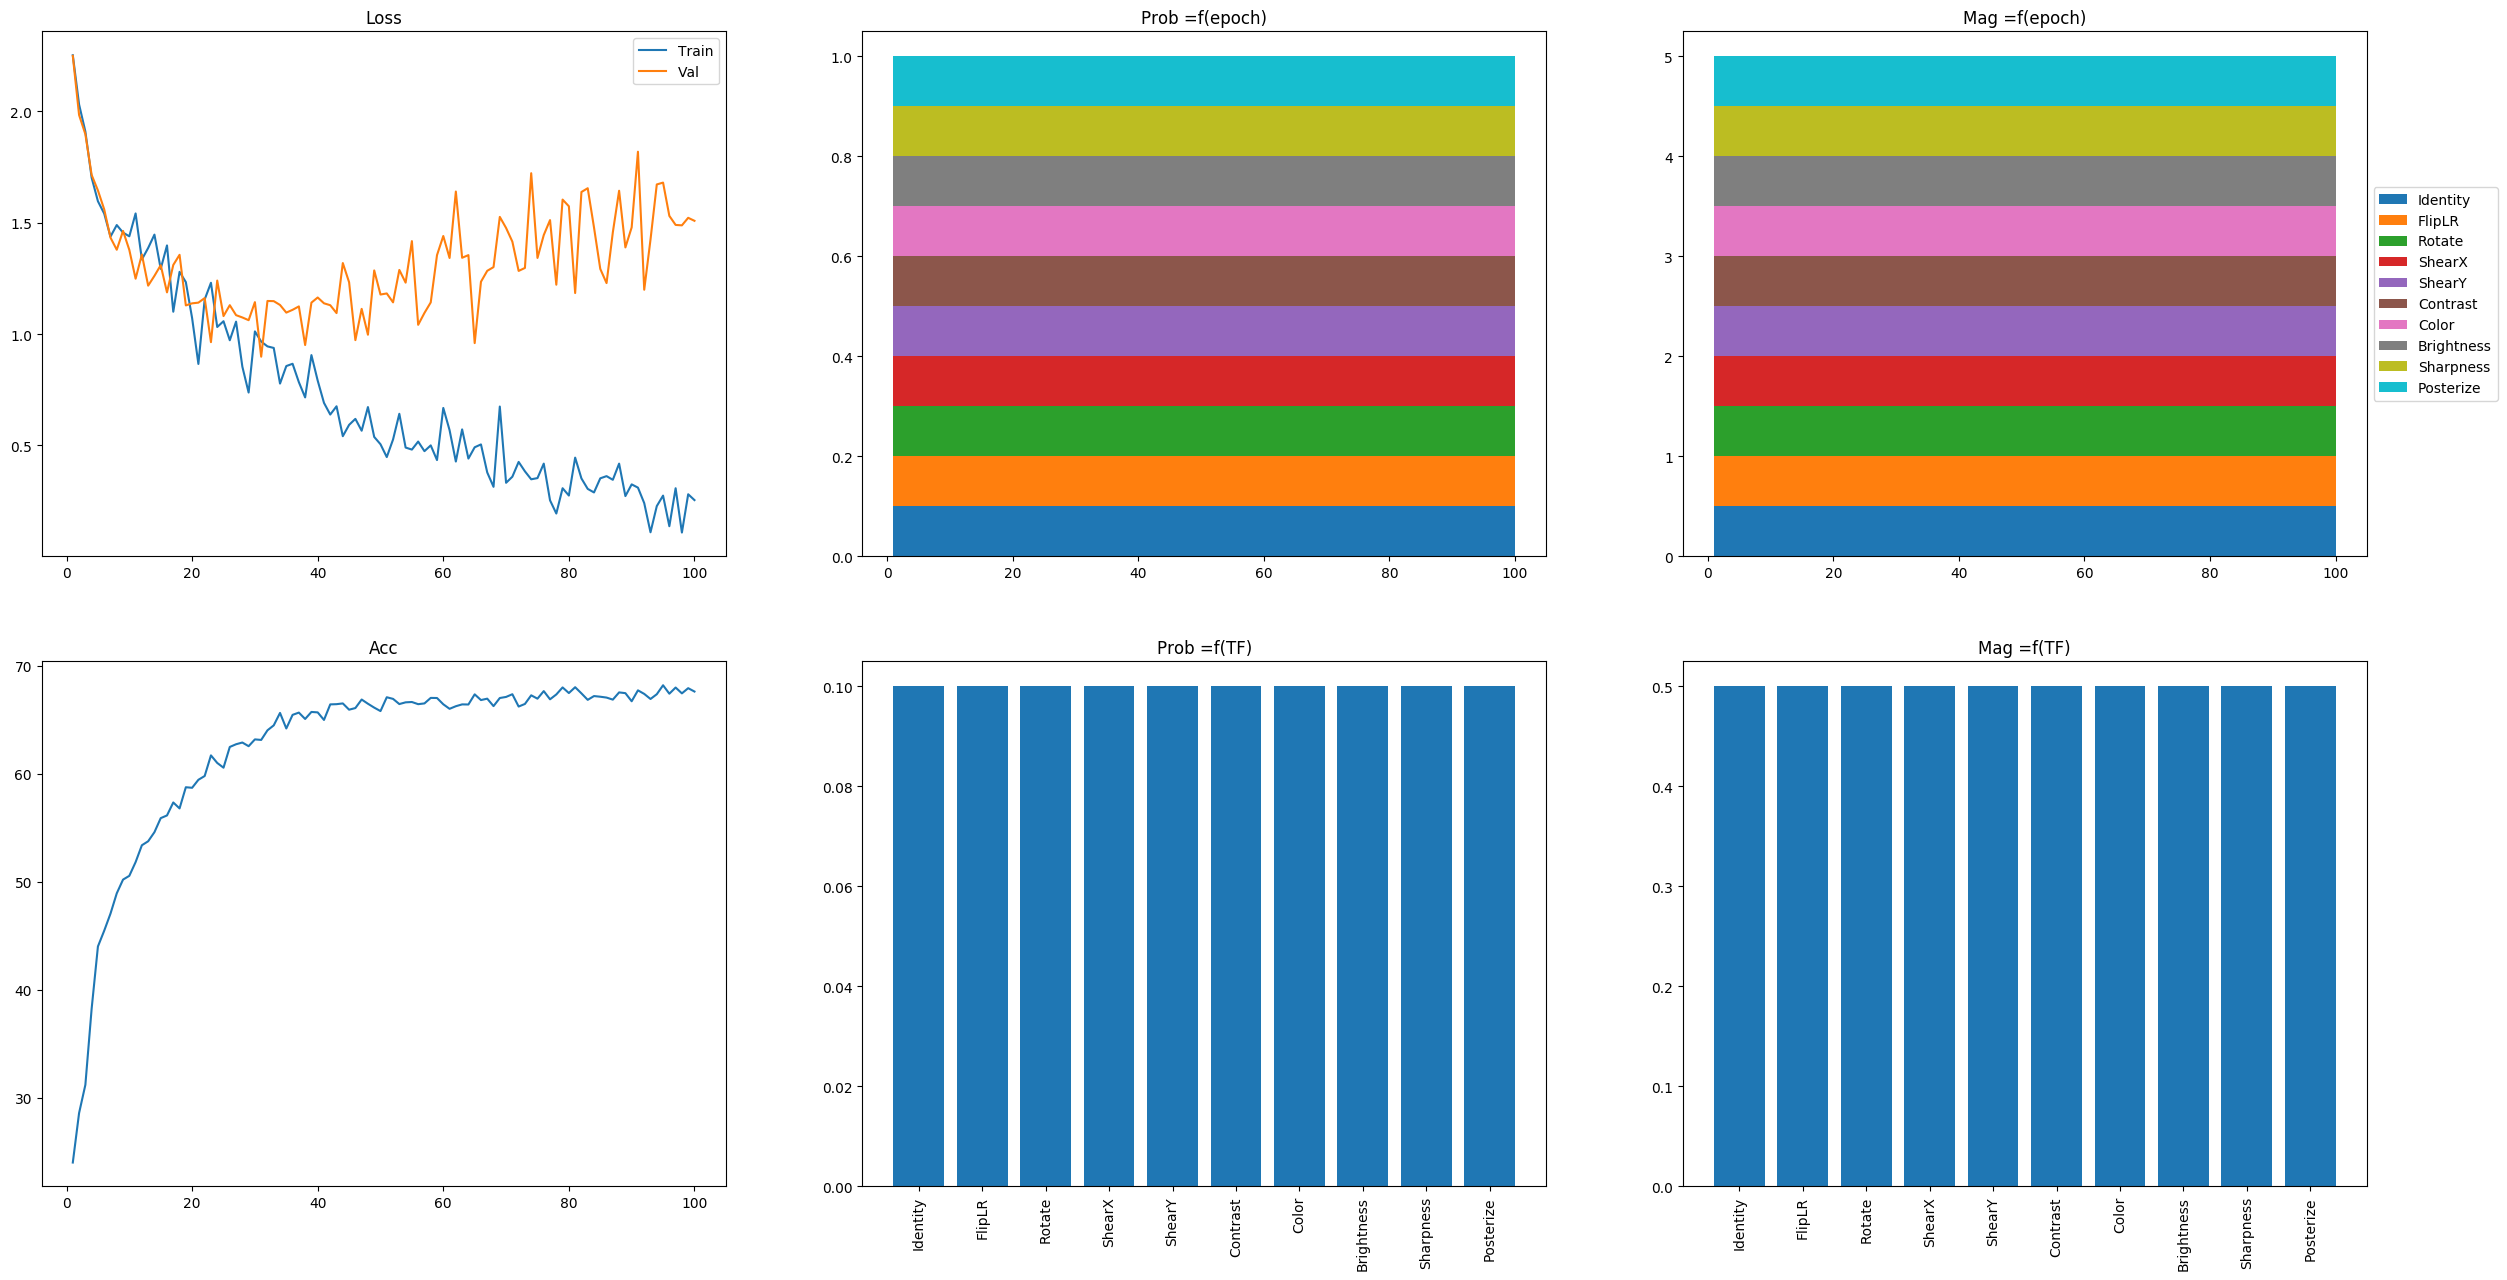 Loss
2.0
1.5
1.0
0.5
0 20 40 60 80 100
Train
Val
Prob =f(epoch)
1.0
0.8
0.6
0.4
0.2
0.0
0 20 40 60 80 100
Mag =f(epoch)
5
4
3
2
1
0
0 20 40 60 80 100
Identity
FlipLR
Rotate
ShearX
ShearY
Contrast
Color
Brightness
Sharpness
Posterize
Acc
70
60
50
40
30
0 20 40 60 80 100
Prob =f(TF)
0.10
0.08
0.06
0.04
0.02
0.00
Identity
FlipLR
Rotate
ShearX
ShearY
Contrast
Color
Brightness
Sharpness
Posterize
Mag =f(TF)
0.5
0.4
0.3
0.2
0.1
0.0
Identity
FlipLR
Rotate
ShearX
ShearY
Contrast
Color
Brightness
Sharpness
Posterize